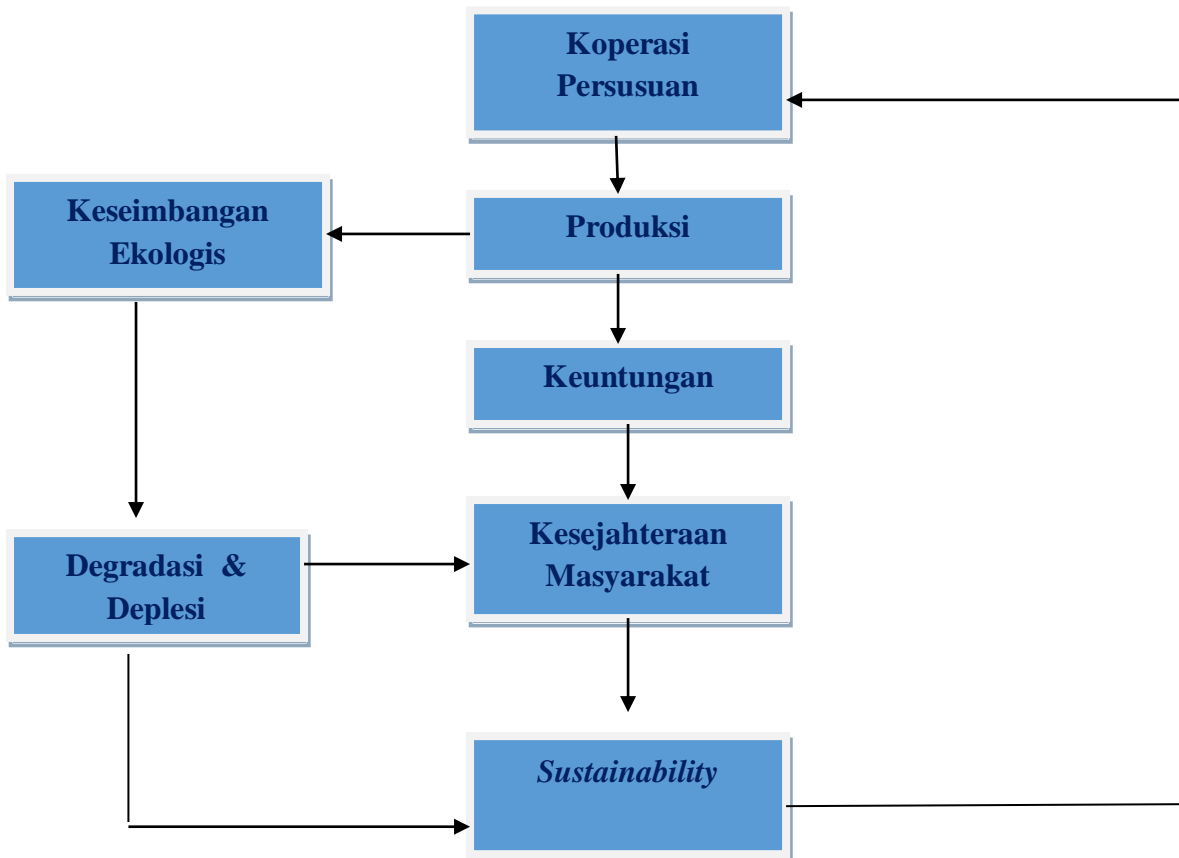 Koperasi
Persusuan
Keseimbangan
Ekologis
Produksi
Keuntungan
Kesejahteraan
Masyarakat
Degradasi & 
Deplesi
Sustainability